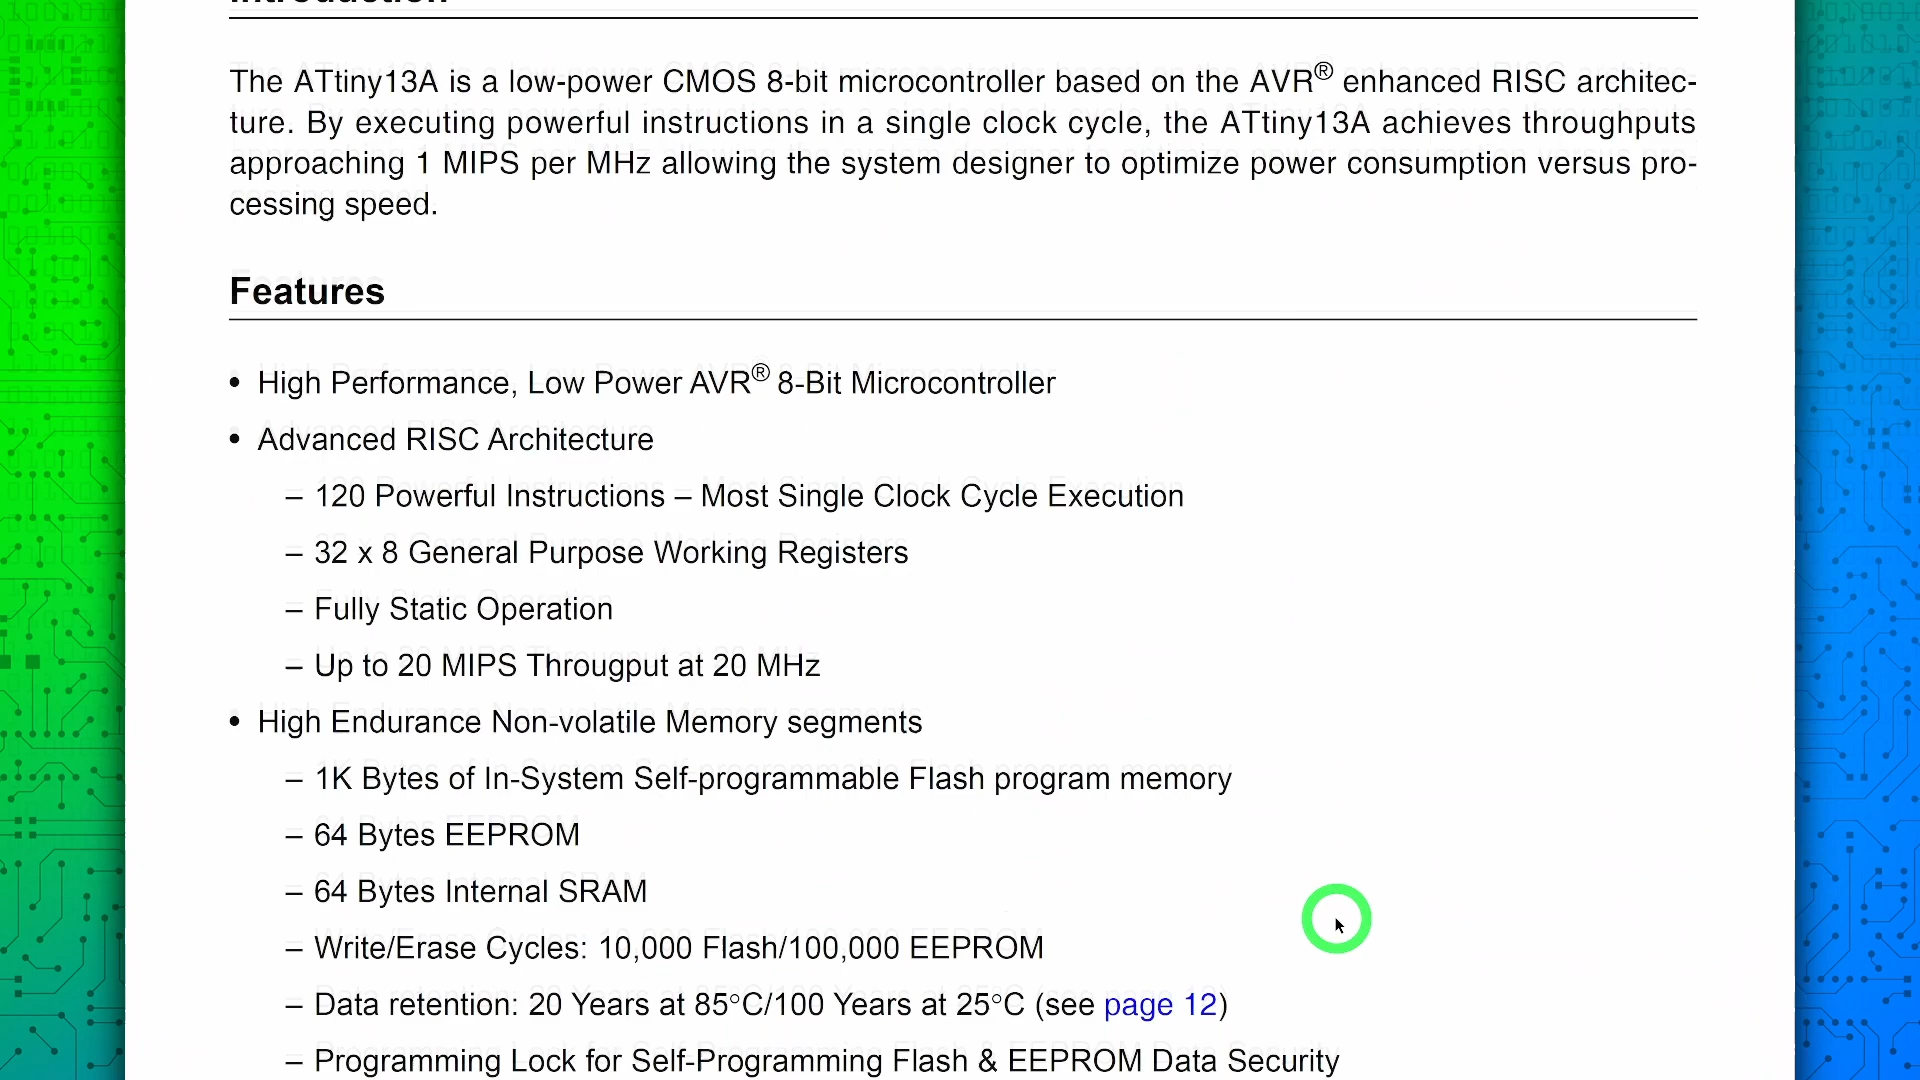 Introduction
The ATtiny13A is a low-power CMOS 8-bit microcontroller based on the AVR® enhanced RISC architec-
ture. By executing powerful instructions in a single clock cycle, the ATtiny13A achieves throughputs
approaching 1 MIPS per MHz allowing the system designer to optimize power consumption versus pro-
cessing speed.
Features
• High Performance, Low Power AVR® 8-Bit Microcontroller
• Advanced RISC Architecture
– 120 Powerful Instructions – Most Single Clock Cycle Execution
– 32 x 8 General Purpose Working Registers
– Fully Static Operation
– Up to 20 MIPS Througput at 20 MHz
• High Endurance Non-volatile Memory segments
– 1K Bytes of In-System Self-programmable Flash program memory
– 64 Bytes EEPROM
– 64 Bytes Internal SRAM
– Write/Erase Cycles: 10,000 Flash/100,000 EEPROM
– Data retention: 20 Years at 85°C/100 Years at 25°C (see page 12)
– Programming Lock for Self-Programming Flash & EEPROM Data Security